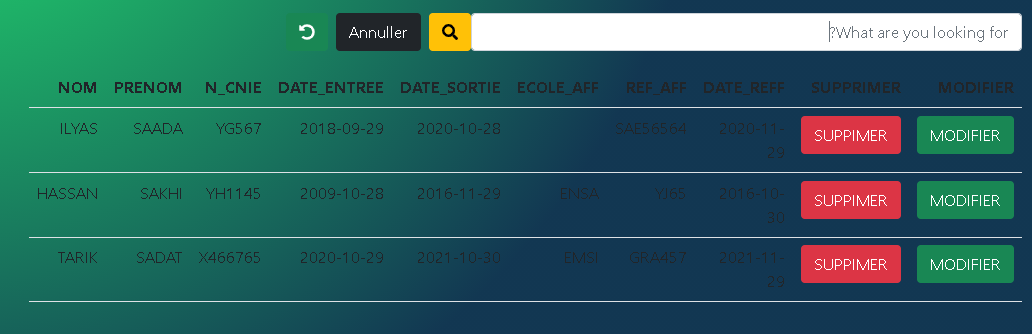 Annuller ?What are you looking for
NOM PRENOM N_CNIE DATE_ENTREE DATE_SORTIE ECOLE_AFF REF_AFF DATE_REFF SUPPRIMER MODIFIER
ILYAS SAADA YG567 2018-09-29 2020-10-28 SAES6564 2020-11-29 SUPPIMER MODIFIER
HASSAN SAKHI YH1145 2009-10-28 2016-11-29 ENSA YI65 2016-10-30 SUPPIMER MODIFIER
TARIK SADAT X466765 2020-10-29 2021-10-30 EMSI GRA457 2021-11-29 SUPPIMER MODIFIER